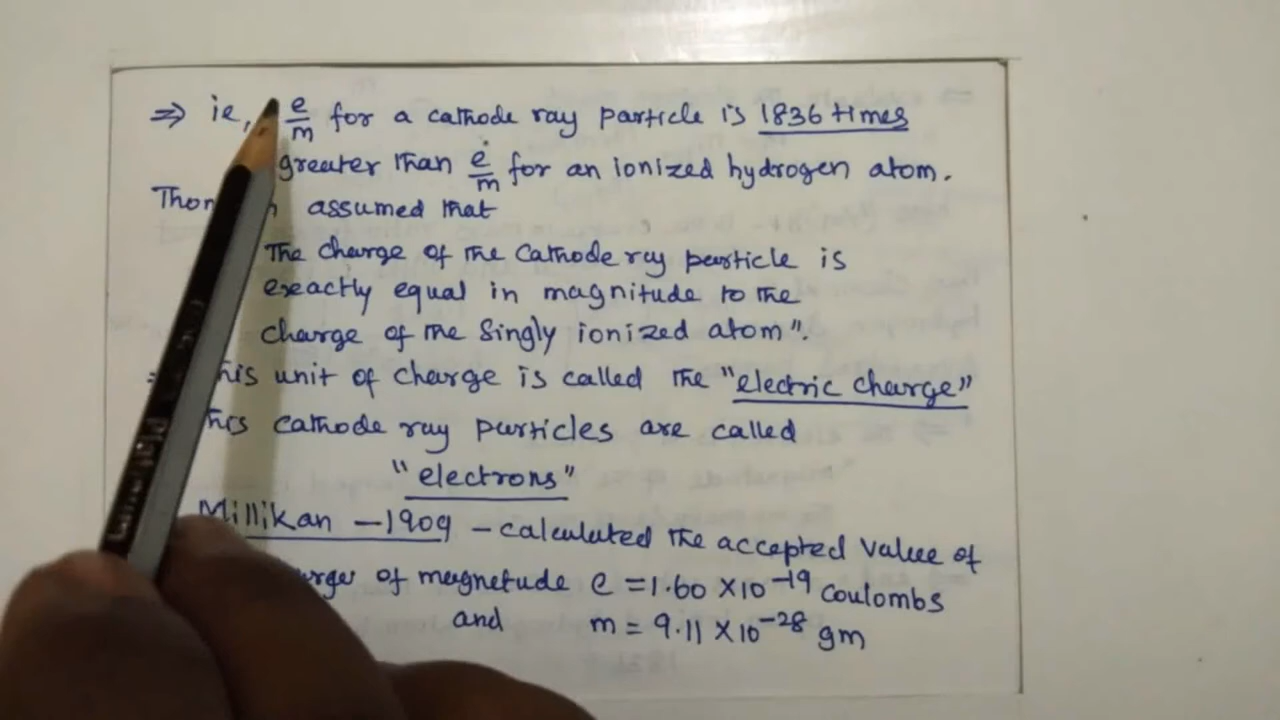 ⇒ ie, e/m for a cathode ray particle is 1836 times
greater than e/m for an ionized hydrogen atom.
assumed that
The charge of the Cathode ray particle is
exactly equal in magnitude to the
charge of the Singly ionized atom".
unit of charge is called the "electric charge"
cathode ray particles are called
"electrons"
Millikan – 1909 – calculated the accepted value of
of magnetude e = 1.60 × 10⁻¹⁹ coulombs
and m = 9.11 × 10⁻²⁸ gm